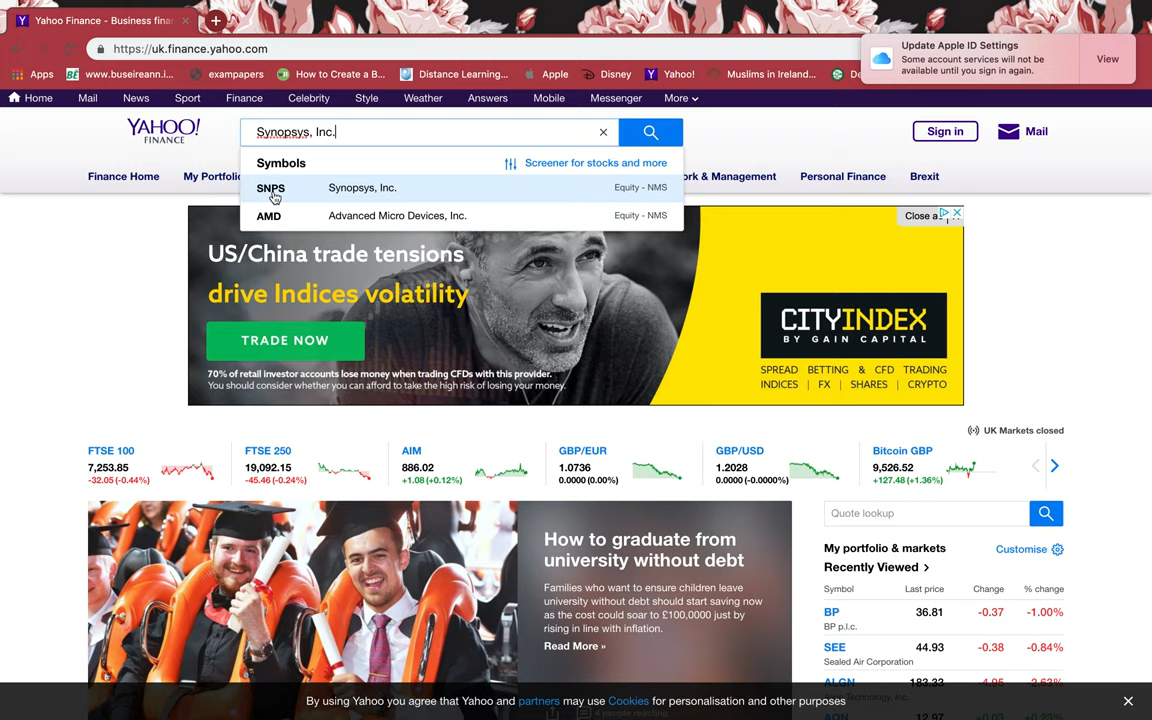 Yahoo Finance - Business finan
https://uk.finance.yahoo.com
Update Apple ID Settings
Some account services will not be
available until you sign in again.
View
Apps
BÉ
www.buseireann.i...
exampapers
How to Create a B...
Distance Learning...
Apple
Disney
Yahoo!
Muslims in Ireland...
Home
Mail
News
Sport
Finance
Celebrity
Style
Weather
Answers
Mobile
Messenger
More
YAHOO!
FINANCE
Synopsys, Inc.
Sign in
Mail
Symbols
Screener for stocks and more
SNPS Synopsys, Inc. Equity - NMS
AMD Advanced Micro Devices, Inc. Equity - NMS
Finance Home
My Portfolio
rk & Management
Personal Finance
Brexit
Close a
US/China trade tensions
drive Indices volatility
TRADE NOW
70% of retail investor accounts lose money when trading CFDs with this provider.
You should consider whether you can afford to take the high risk of losing your money.
CITYINDEX
BY GAIN CAPITAL
SPREAD BETTING & CFD TRADING
INDICES | FX | SHARES | CRYPTO
UK Markets closed
FTSE 100
7,253.85
-32.05 (-0.44%)
FTSE 250
19,092.15
-45.46 (-0.24%)
AIM
886.02
+1.08 (+0.12%)
GBP/EUR
1.0736
0.0000 (0.00%)
GBP/USD
1.2028
0.0000 (-0.0000%)
Bitcoin GBP
9,526.52
+127.48 (+1.36%)
How to graduate from
university without debt
Families who want to ensure children leave
university without debt should start saving now
as the cost could soar to £100,0000 just by
rising in line with inflation.
Read More »
Quote lookup
My portfolio & markets
Customise
Recently Viewed >
Symbol Last price Change % change
BP 36.81 -0.37 -1.00%
BP p.l.c.
SEE 44.93 -0.38 -0.84%
Sealed Air Corporation
ALGN 183.33 -4.95 -2.63%
By using Yahoo you agree that Yahoo and partners may use Cookies for personalisation and other purposes
4 people reacting